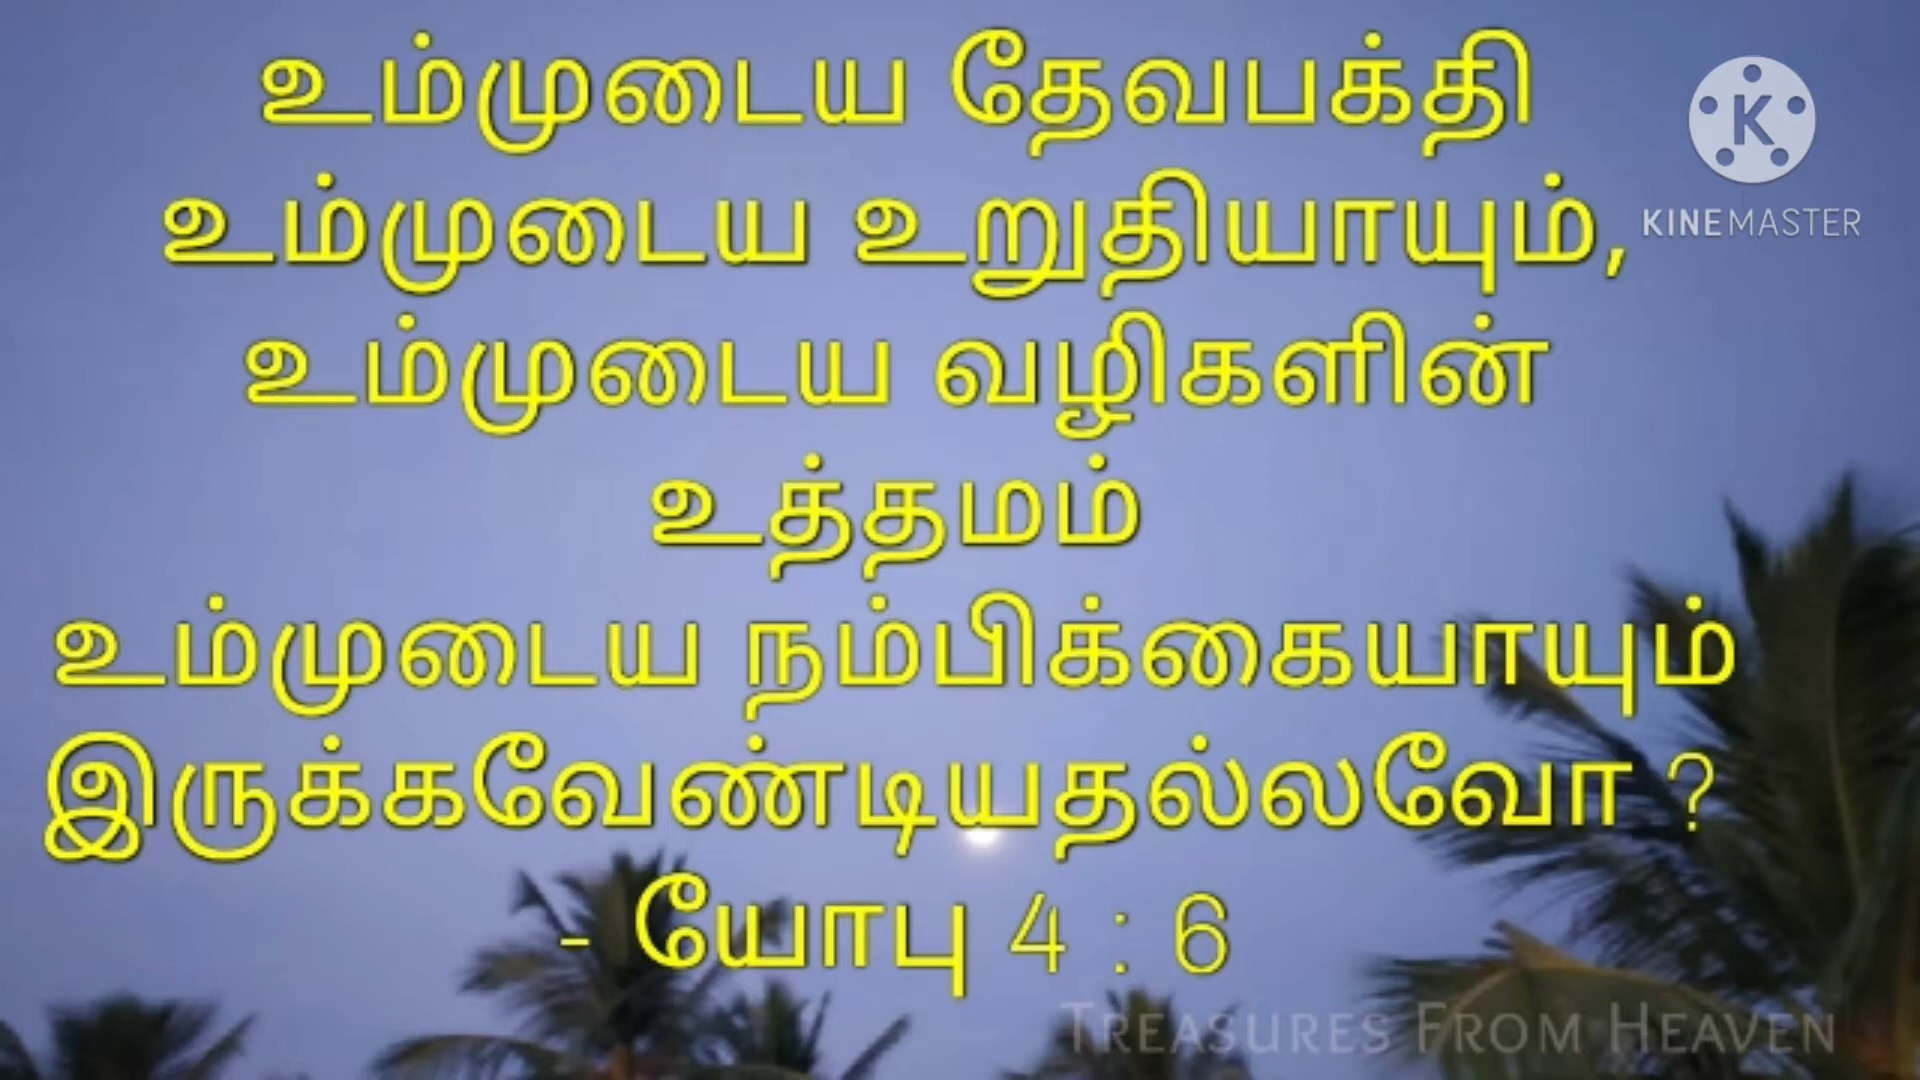 உம்முடைய தேவபக்தி
உம்முடைய உறுதியாயும்,
உம்முடைய வழிகளின்
உத்தமம்
உம்முடைய நம்பிக்கையாயும்
இருக்கவேண்டியதல்லவோ ?
- யோபு 4 : 6
K
KINEMASTER
TREASURES FROM HEAVEN